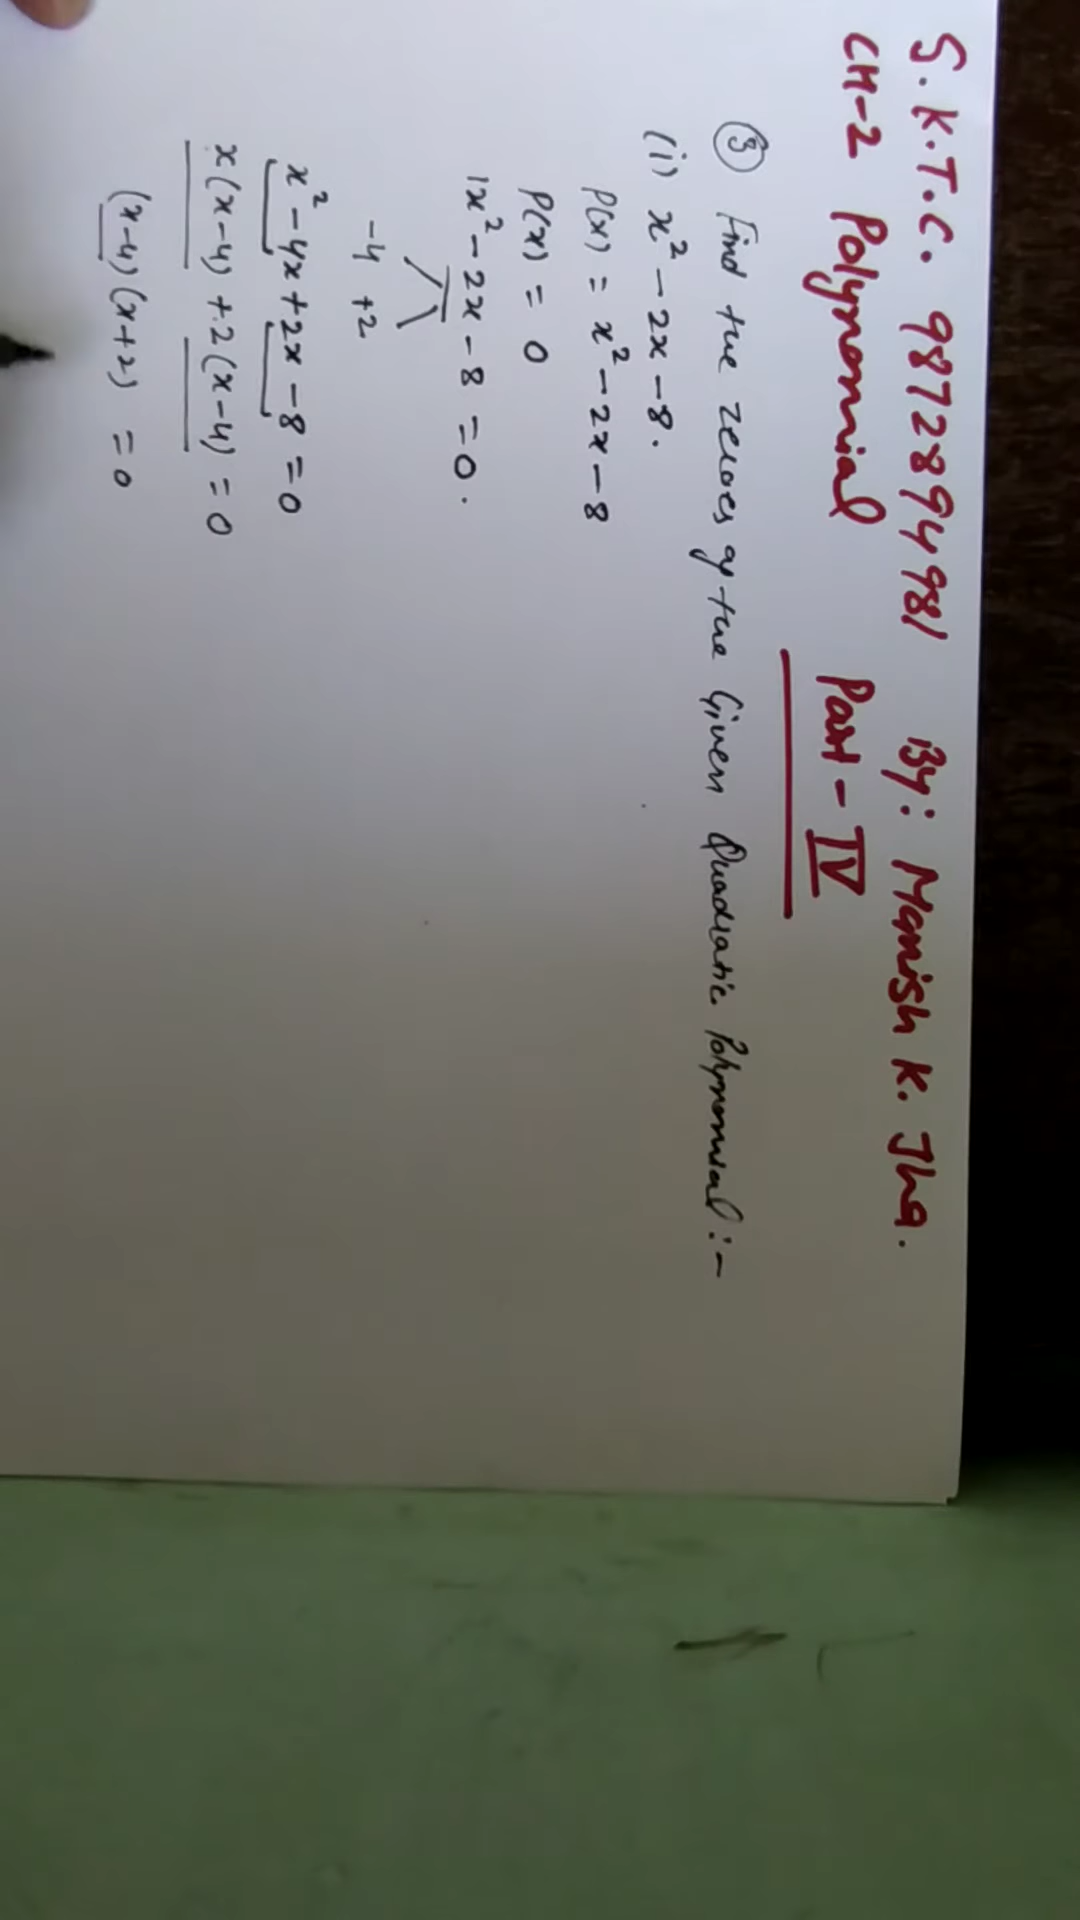 S.K.T.C. 9872894981 By: Manish K. Jha.
CH-2 Polynomial Part-IV
③ Find the zeroes of the Given Quadratic Polynomial :-
(i) x² - 2x - 8.
P(x) = x² - 2x - 8
P(x) = 0
1x² - 2x - 8 = 0.
-4 +2
x² - 4x + 2x - 8 = 0
x(x-4) + 2(x-4) = 0
(x-4)(x+2) = 0